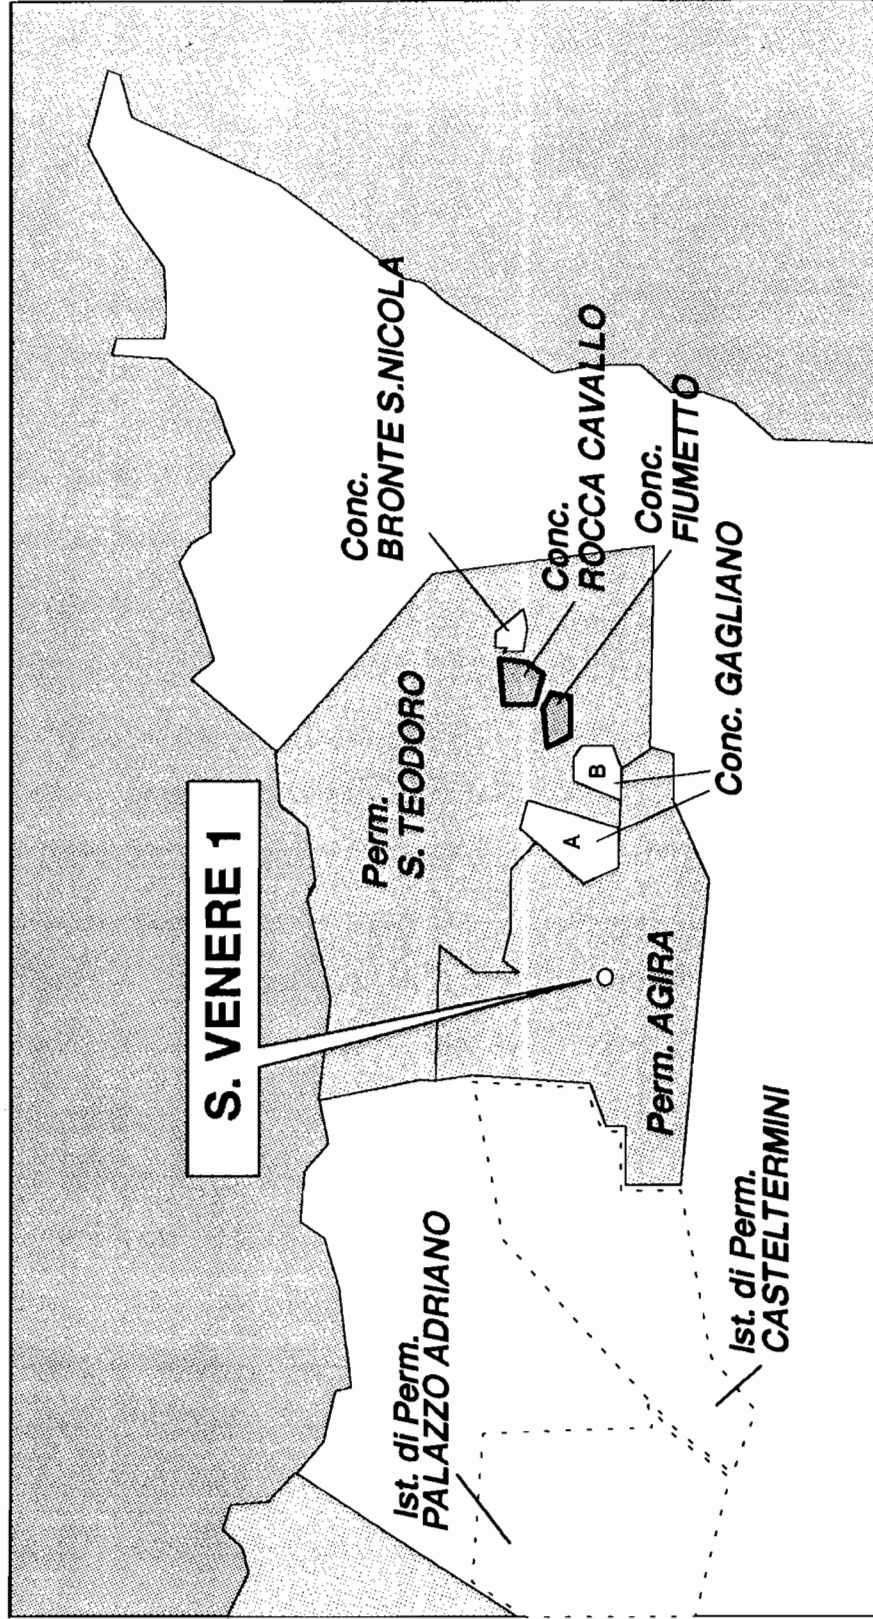 S. VENERE 1
Conc.
BRONTE S.NICOLA
Conc.
ROCCA CAVALLO
Conc.
FIUMETTO
Perm.
S. TEODORO
Conc. GAGLIANO
A
B
Perm. AGIRA
Ist. di Perm.
PALAZZO ADRIANO
Ist. di Perm.
CASTELTERMINI